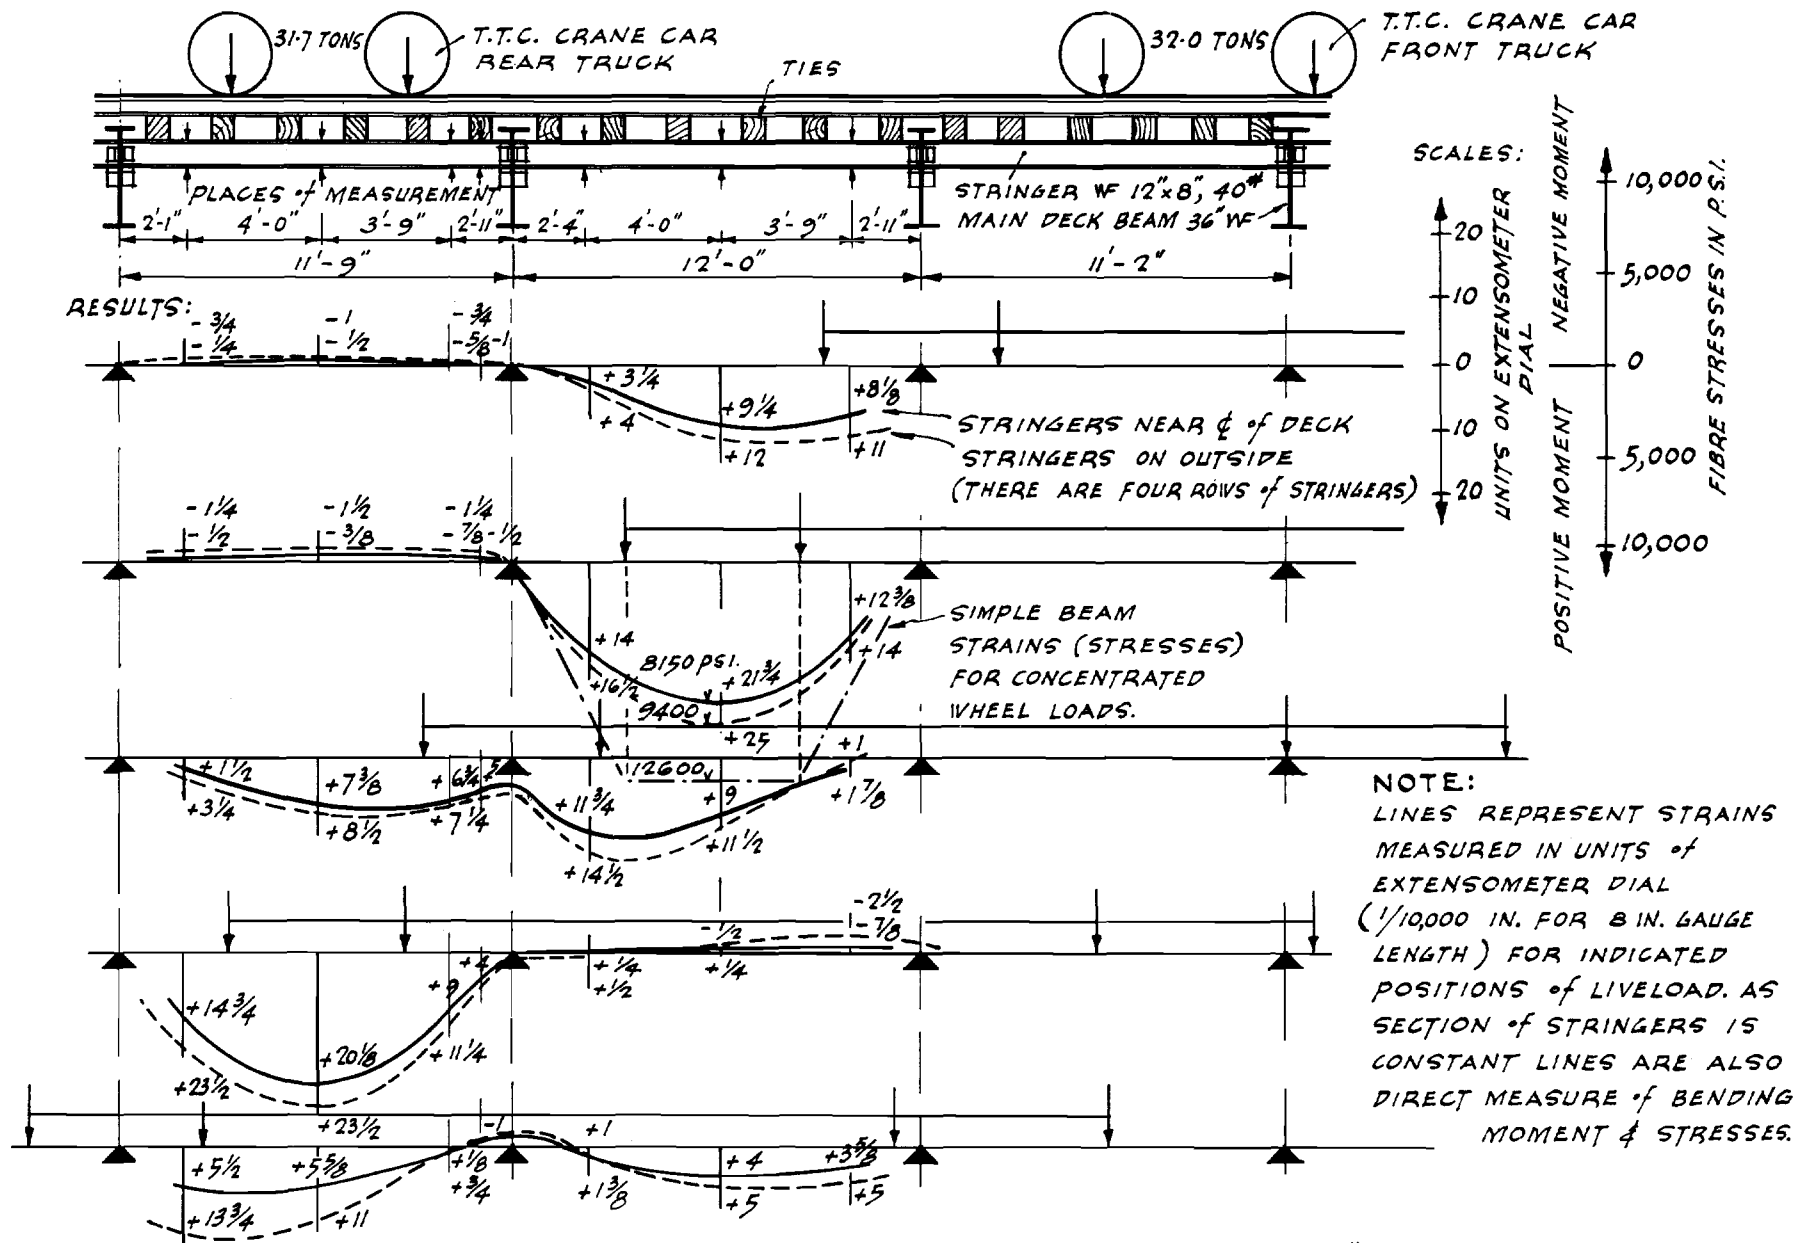 31.7 TONS
T.T.C. CRANE CAR
REAR TRUCK
TIES
32.0 TONS
T.T.C. CRANE CAR
FRONT TRUCK
PLACES of MEASUREMENT
STRINGER WF 12"x8", 40#
MAIN DECK BEAM 36" WF
2'-1" 4'-0" 3'-9" 2'-11" 2'-4" 4'-0" 3'-9" 2'-11"
11'-9" 12'-0" 11'-2"
SCALES:
20
10
0
10
20
UNITS ON EXTENSOMETER
DIAL
NEGATIVE MOMENT
POSITIVE MOMENT
10,000
5,000
0
5,000
10,000
FIBRE STRESSES IN P.S.I.
RESULTS:
- 3/4 - 1 - 3/4
- 1/4 - 1/2 - 5/8 -1
+3 1/4 +9 1/4 +8 1/8
+4 +12 +11
STRINGERS NEAR ℄ of DECK
STRINGERS ON OUTSIDE
(THERE ARE FOUR ROWS of STRINGERS)
-1 1/4 -1 1/2 -1 1/4
- 1/2 - 3/8 - 7/8 -1/2
+14 +21 3/4 +12 3/8
+16 1/2 +25 +14
8150 PSI.
9400
12600
SIMPLE BEAM
STRAINS (STRESSES)
FOR CONCENTRATED
WHEEL LOADS.
+1 1/2 +7 3/8 +6 3/4 +5 +11 3/4 +9 +1
+3 1/4 +8 1/2 +7 1/4 +14 1/2 +11 1/2 +1 7/8
-2 1/2
-1/2 -7/8
+14 3/4 +20 1/8 +9 +4 +1/4 +1/4
+23 1/2 +23 1/2 +11 1/4 +1/2
-1 +1
+5 1/2 +5 5/8 +1/8 +4 +3 5/8
+13 3/4 +11 +3/4 +1 3/8 +5 +5
NOTE:
LINES REPRESENT STRAINS
MEASURED IN UNITS of
EXTENSOMETER DIAL
(1/10,000 IN. FOR 8 IN. GAUGE
LENGTH) FOR INDICATED
POSITIONS of LIVELOAD. AS
SECTION of STRINGERS IS
CONSTANT LINES ARE ALSO
DIRECT MEASURE of BENDING
MOMENT & STRESSES.